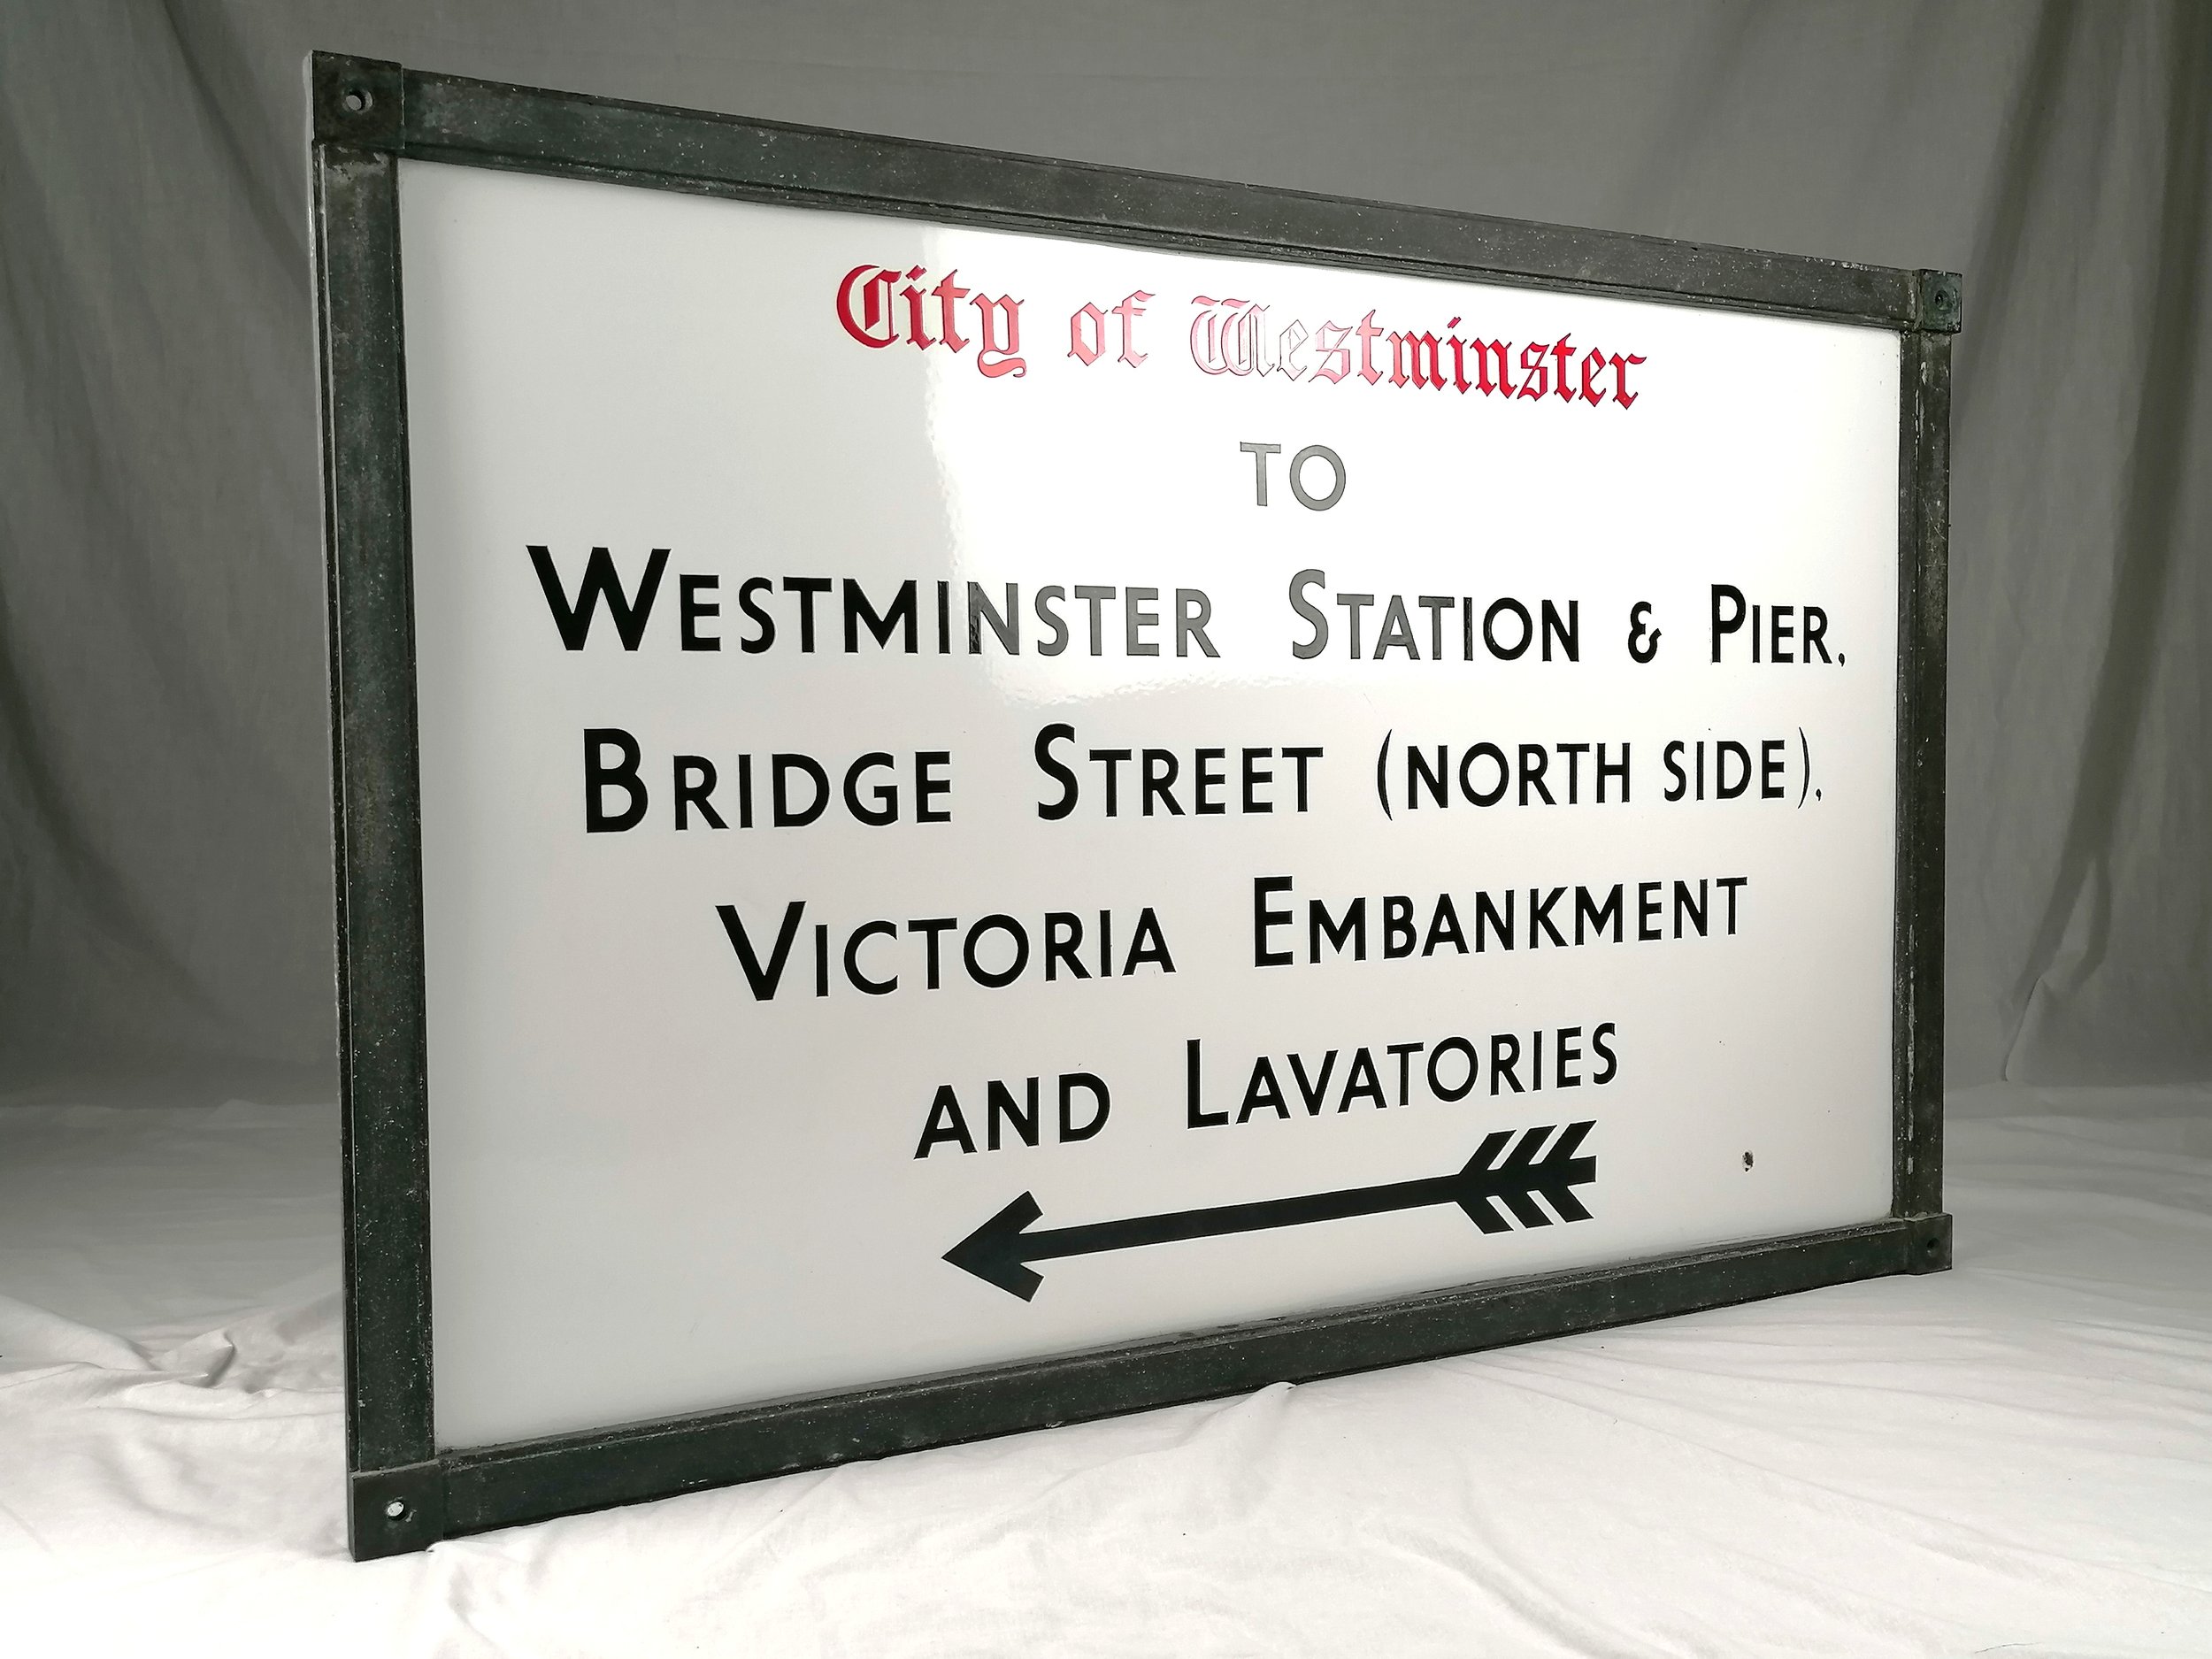 City of Westminster
TO
WESTMINSTER STATION & PIER,
BRIDGE STREET (NORTH SIDE),
VICTORIA EMBANKMENT
AND LAVATORIES